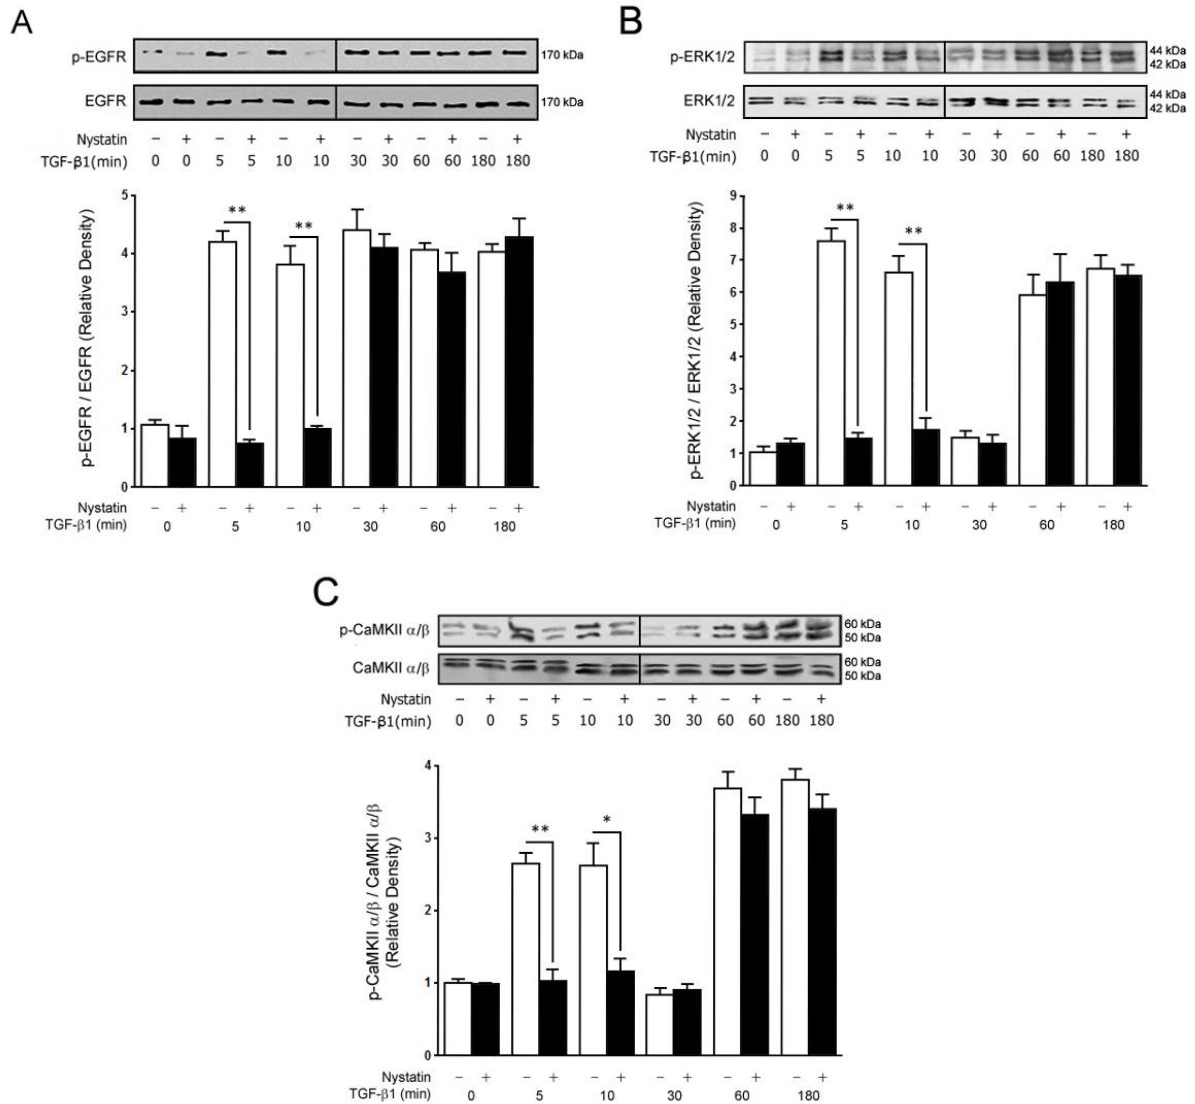 A
p-EGFR 170 kDa
EGFR 170 kDa
Nystatin − + − + − + − + − + − +
TGF-β1(min) 0 0 5 5 10 10 30 30 60 60 180 180
p-EGFR / EGFR (Relative Density)
5
4
3
2
1
0
** **
Nystatin − + − + − + − + − + − +
TGF-β1 (min) 0 5 10 30 60 180
B
p-ERK1/2 44 kDa
42 kDa
ERK1/2 44 kDa
42 kDa
Nystatin − + − + − + − + − + − +
TGF-β1(min) 0 0 5 5 10 10 30 30 60 60 180 180
p-ERK1/2 / ERK1/2 (Relative Density)
9
8
7
6
5
4
3
2
1
0
** **
Nystatin − + − + − + − + − + − +
TGF-β1 (min) 0 5 10 30 60 180
C
p-CaMKII α/β 60 kDa
50 kDa
CaMKII α/β 60 kDa
50 kDa
Nystatin − + − + − + − + − + − +
TGF-β1(min) 0 0 5 5 10 10 30 30 60 60 180 180
p-CaMKII α/β / CaMKII α/β
(Relative Density)
4
3
2
1
0
** *
Nystatin − + − + − + − + − + − +
TGF-β1 (min) 0 5 10 30 60 180